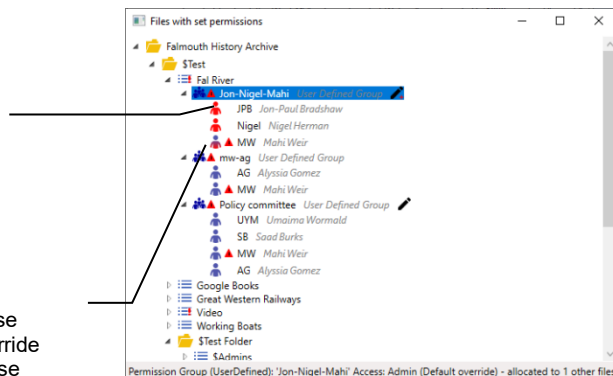 Files with set permissions
Falmouth History Archive
$Test
Fal River
Jon-Nigel-Mahi User Defined Group
JPB Jon-Paul Bradshaw
Nigel Nigel Herman
MW Mahi Weir
mw-ag User Defined Group
AG Alyssia Gomez
MW Mahi Weir
Policy committee User Defined Group
UYM Umaima Wormald
SB Saad Burks
MW Mahi Weir
AG Alyssia Gomez
Google Books
Great Western Railways
Video
Working Boats
$Test Folder
$Admins
Permission Group (UserDefined): 'Jon-Nigel-Mahi' Access: Admin (Default override) - allocated to 1 other files
se
rride
se